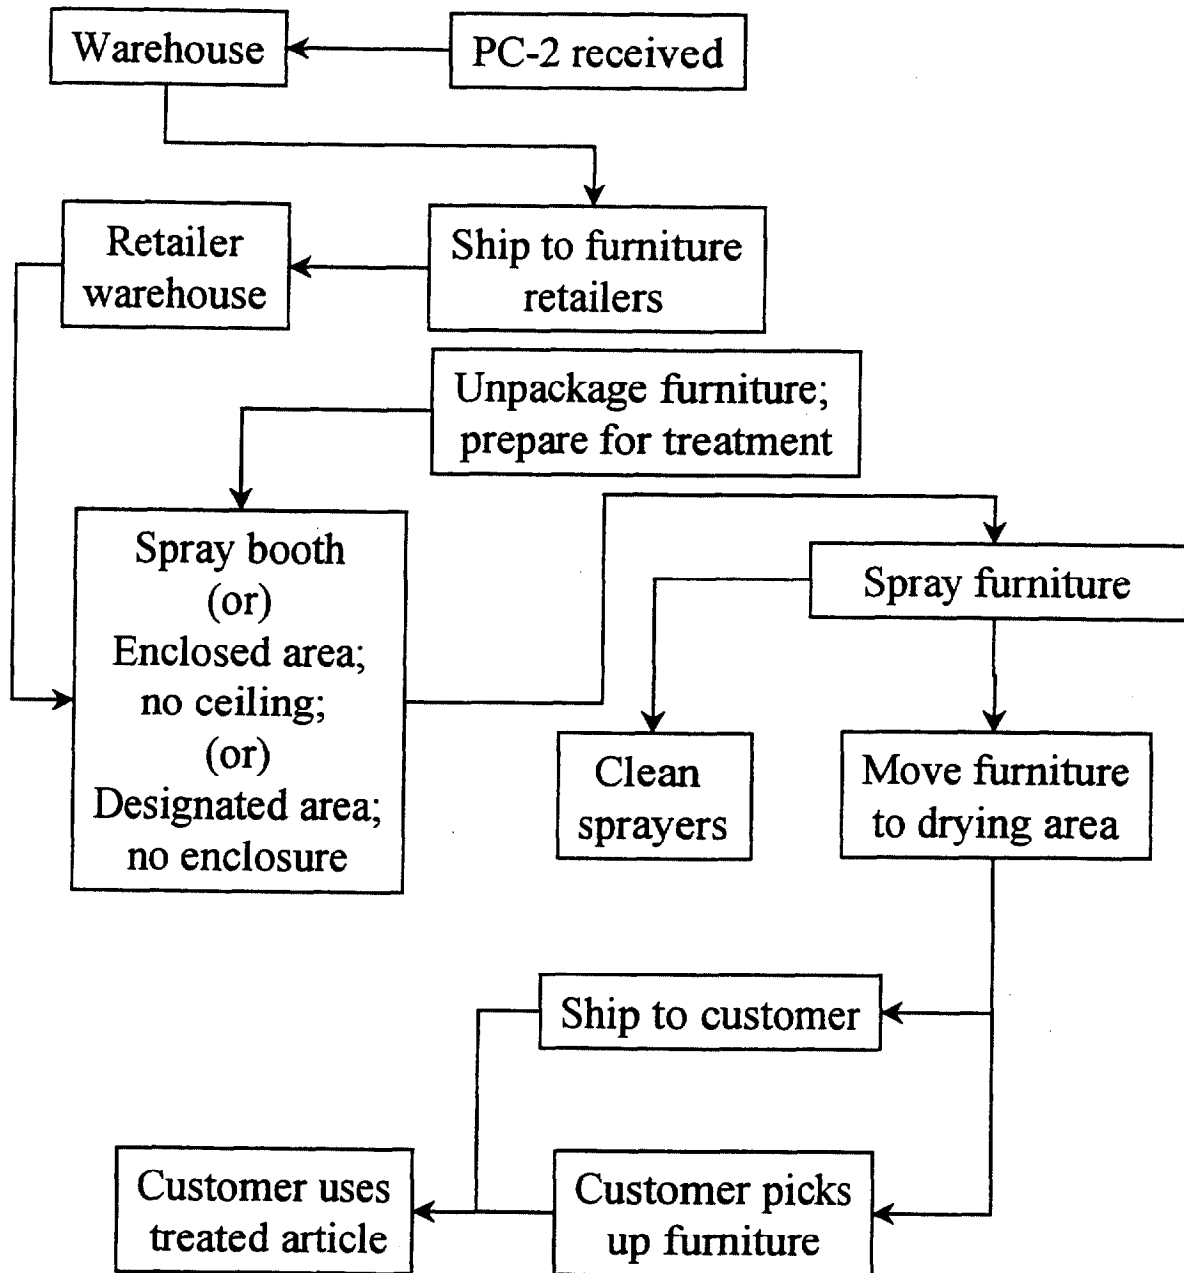 Warehouse
PC-2 received
Retailer
warehouse
Ship to furniture
retailers
Unpackage furniture;
prepare for treatment
Spray booth
(or)
Enclosed area;
no ceiling;
(or)
Designated area;
no enclosure
Spray furniture
Clean
sprayers
Move furniture
to drying area
Ship to customer
Customer uses
treated article
Customer picks
up furniture